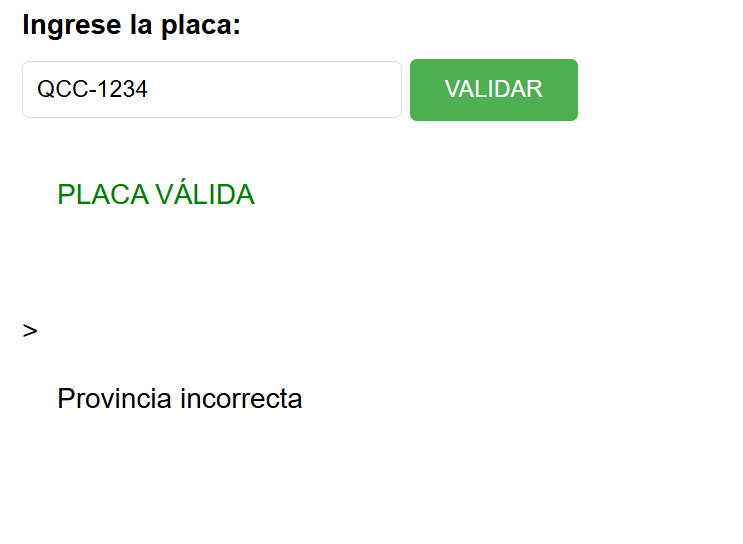 Ingrese la placa:
QCC-1234 VALIDAR
PLACA VÁLIDA
>
Provincia incorrecta